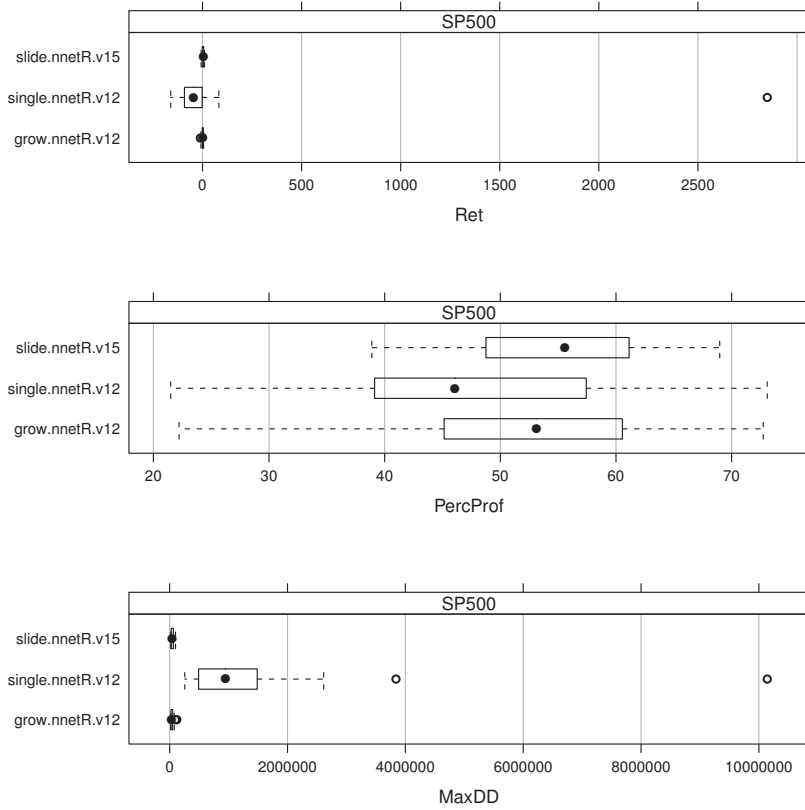 SP500
slide.nnetR.v15
single.nnetR.v12
grow.nnetR.v12
0 500 1000 1500 2000 2500
Ret
SP500
slide.nnetR.v15
single.nnetR.v12
grow.nnetR.v12
20 30 40 50 60 70
PercProf
SP500
slide.nnetR.v15
single.nnetR.v12
grow.nnetR.v12
0 2000000 4000000 6000000 8000000 10000000
MaxDD